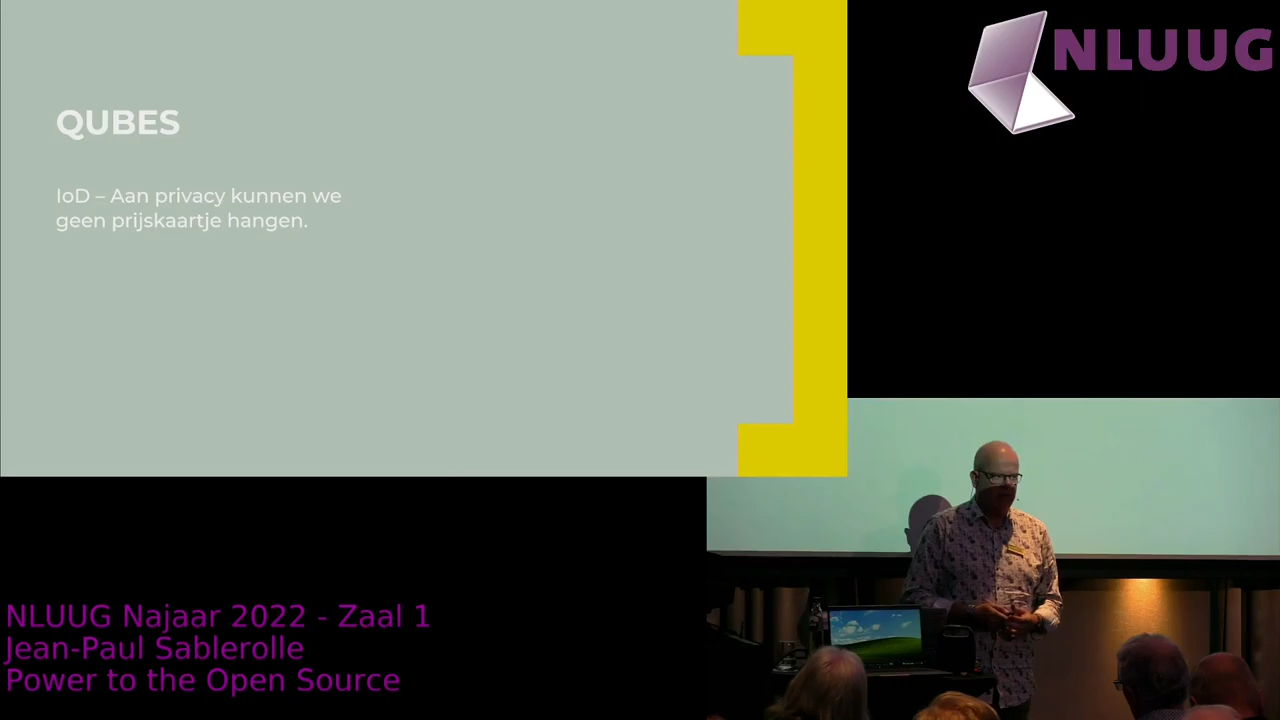 QUBES
IoD – Aan privacy kunnen we
geen prijskaartje hangen.
NLUUG
NLUUG Najaar 2022 - Zaal 1
Jean-Paul Sablerolle
Power to the Open Source